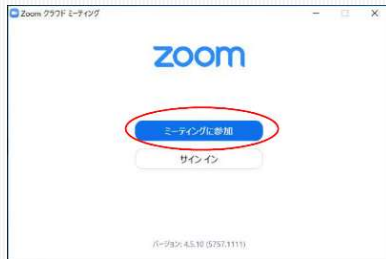 Zoom クラウド ミーティング
zoom
ミーティングに参加
サイン イン
バージョン: 4.5.10 (5757.1111)